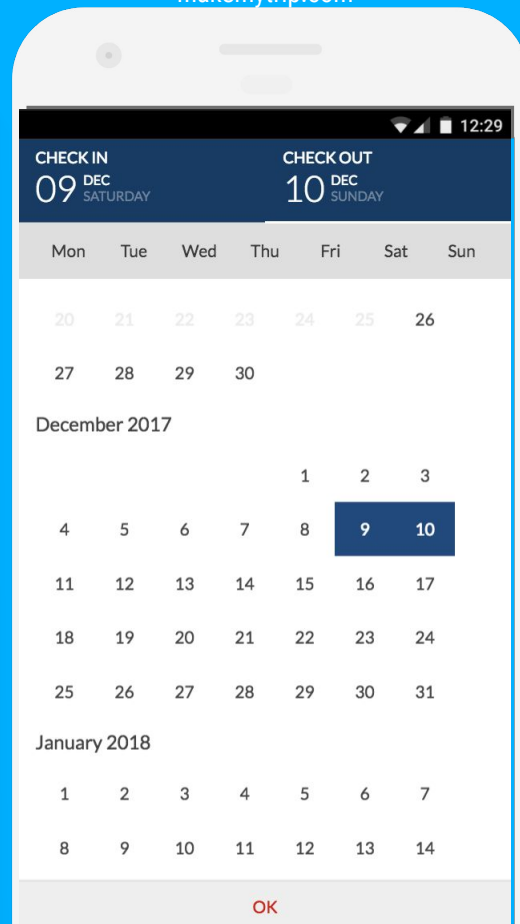 makemytrip.com
12:29
CHECK IN
CHECK OUT
09 DEC SATURDAY
10 DEC SUNDAY
Mon Tue Wed Thu Fri Sat Sun
20 21 22 23 24 25 26
27 28 29 30
December 2017
1 2 3
4 5 6 7 8 9 10
11 12 13 14 15 16 17
18 19 20 21 22 23 24
25 26 27 28 29 30 31
January 2018
1 2 3 4 5 6 7
8 9 10 11 12 13 14
OK